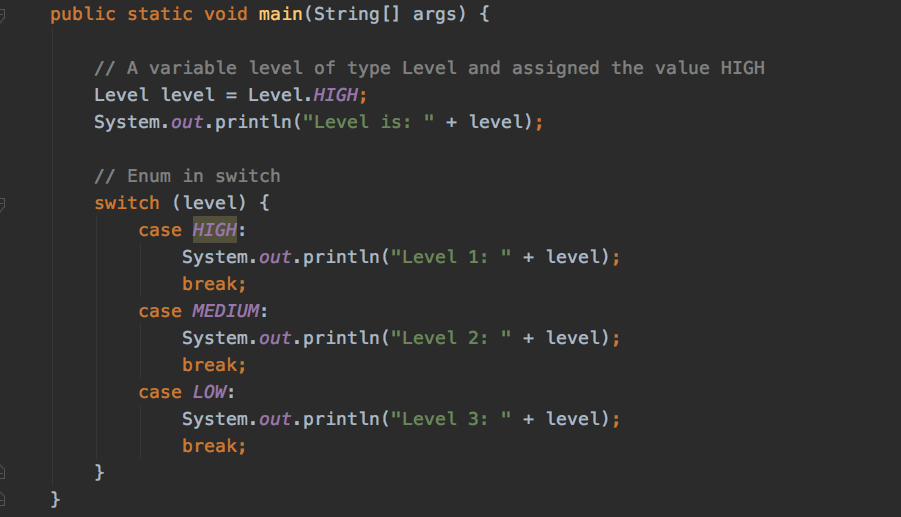 public static void main(String[] args) {
// A variable level of type Level and assigned the value HIGH
Level level = Level.HIGH;
System.out.println("Level is: " + level);
// Enum in switch
switch (level) {
case HIGH:
System.out.println("Level 1: " + level);
break;
case MEDIUM:
System.out.println("Level 2: " + level);
break;
case LOW:
System.out.println("Level 3: " + level);
break;
}
}